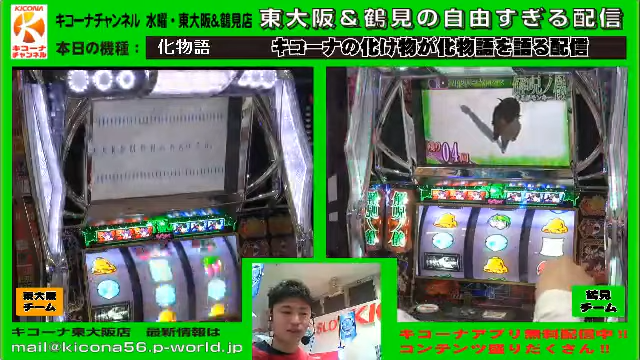 KICONA
キコーナ
チャンネル
キコーナチャンネル 水曜・東大阪&鶴見店
東大阪&鶴見の自由すぎる配信
本日の機種:
化物語
キコーナの化け物が化物語を語る配信
04
東大阪
チーム
鶴見
チーム
SLO
KI
キコーナ東大阪店 最新情報は
mail@kicona56.p-world.jp
キコーナアプリ無料配信中!!
コンテンツ盛りだくさん!!